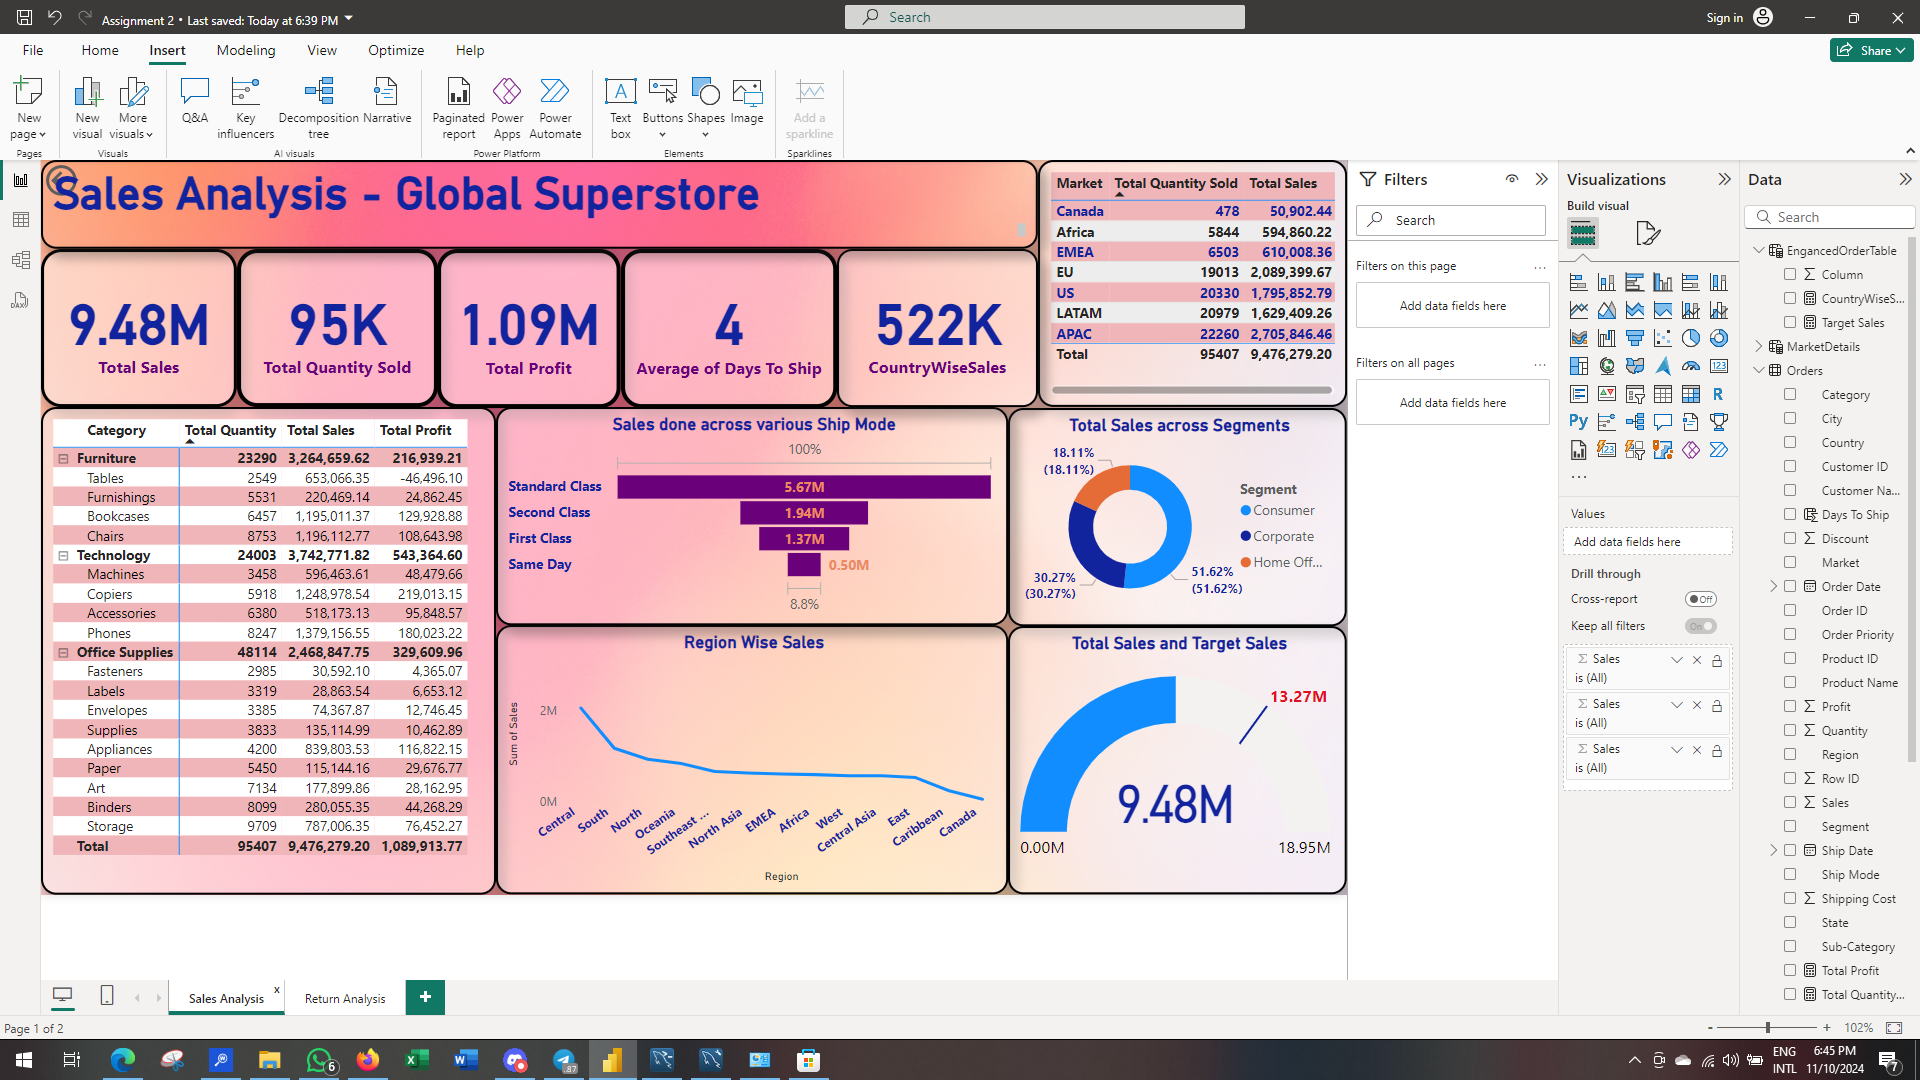 Assignment 2 • Last saved: Today at 6:39 PM
Search
Sign in
File Home Insert Modeling View Optimize Help
Share
New page
New visual
More visuals
Q&A
Key influencers
Decomposition tree
Narrative
Paginated report
Power Apps
Power Automate
Text box
Buttons
Shapes
Image
Add a sparkline
Pages
Visuals
AI visuals
Power Platform
Elements
Sparklines
Sales Analysis - Global Superstore
9.48M
Total Sales
95K
Total Quantity Sold
1.09M
Total Profit
4
Average of Days To Ship
522K
CountryWiseSales
Market Total Quantity Sold Total Sales
Canada 478 50,902.44
Africa 5844 594,860.22
EMEA 6503 610,008.36
EU 19013 2,089,399.67
US 20330 1,795,852.79
LATAM 20979 1,629,409.26
APAC 22260 2,705,846.46
Total 95407 9,476,279.20
Category Total Quantity Total Sales Total Profit
Furniture 23290 3,264,659.62 216,939.21
Tables 2549 653,066.35 -46,496.10
Furnishings 5531 220,469.14 24,862.45
Bookcases 6457 1,195,011.37 129,928.88
Chairs 8753 1,196,112.77 108,643.98
Technology 24003 3,742,771.82 543,364.60
Machines 3458 596,463.61 48,479.66
Copiers 5918 1,248,978.54 219,013.15
Accessories 6380 518,173.13 95,848.57
Phones 8247 1,379,156.55 180,023.22
Office Supplies 48114 2,468,847.75 329,609.96
Fasteners 2985 30,592.10 4,365.07
Labels 3319 28,863.54 6,653.12
Envelopes 3385 74,367.87 12,746.45
Supplies 3833 135,114.99 10,462.89
Appliances 4200 839,803.53 116,822.15
Paper 5450 115,144.16 29,676.77
Art 7134 177,899.86 28,162.95
Binders 8099 280,055.35 44,268.29
Storage 9709 787,006.35 76,452.27
Total 95407 9,476,279.20 1,089,913.77
Sales done across various Ship Mode
100%
Standard Class 5.67M
Second Class 1.94M
First Class 1.37M
Same Day 0.50M
8.8%
Total Sales across Segments
18.11%
(18.11%)
30.27%
(30.27%)
51.62%
(51.62%)
Segment
Consumer
Corporate
Home Off...
Region Wise Sales
Sum of Sales
2M
0M
Central
South
North
Oceania
Southeast ...
North Asia
EMEA
Africa
West
Central Asia
East
Caribbean
Canada
Region
Total Sales and Target Sales
13.27M
9.48M
0.00M
18.95M
Filters
Search
Filters on this page
...
Add data fields here
Filters on all pages
...
Add data fields here
Visualizations
Build visual
123
R
Py
...
Values
Add data fields here
Drill through
Cross-report Off
Keep all filters On
Sales
is (All)
Sales
is (All)
Sales
is (All)
Data
Search
EngancedOrderTable
Column
CountryWiseS...
Target Sales
MarketDetails
Orders
Category
City
Country
Customer ID
Customer Na...
Days To Ship
Discount
Market
Order Date
Order ID
Order Priority
Product ID
Product Name
Profit
Quantity
Region
Row ID
Sales
Segment
Ship Date
Ship Mode
Shipping Cost
State
Sub-Category
Total Profit
Total Quantity...
Sales Analysis x
Return Analysis
+
Page 1 of 2
- + 102%
6
.87
ENG
INTL
6:45 PM
11/10/2024
7